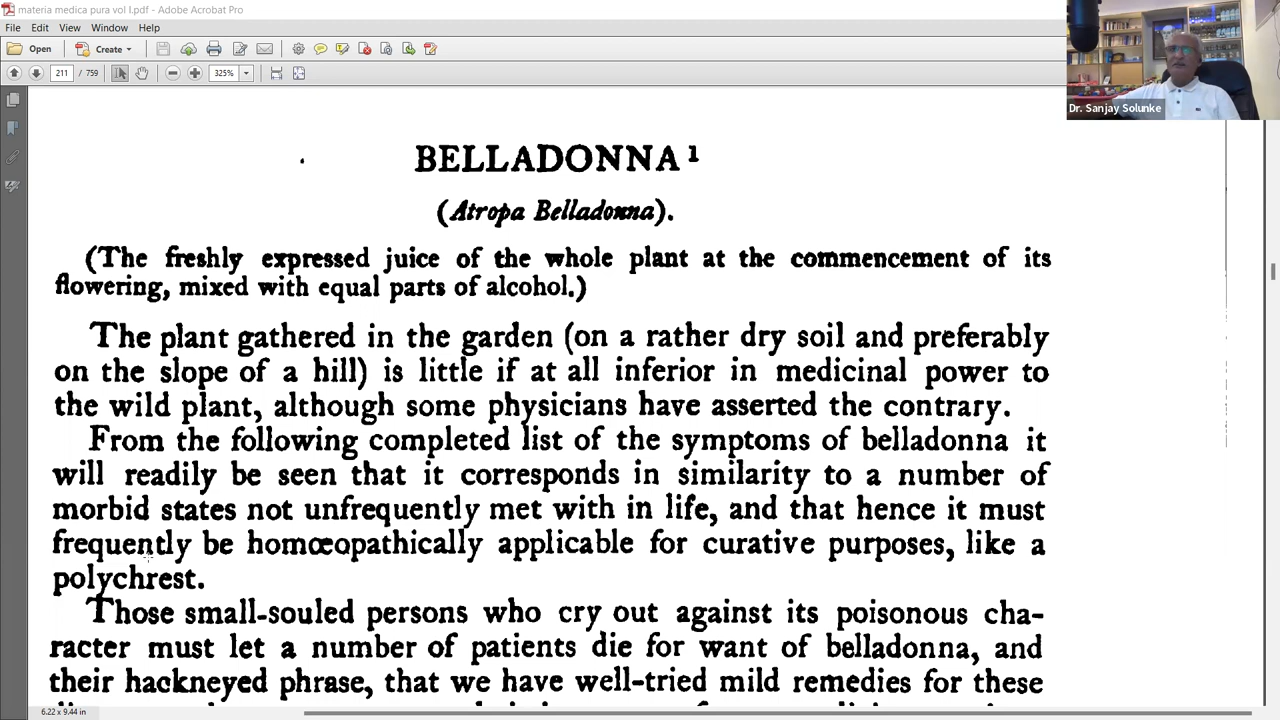 materia medica pura vol I.pdf - Adobe Acrobat Pro
File Edit View Window Help
Open Create
211 / 759 325%
Dr. Sanjay Solunke
BELLADONNA 1
(Atropa Belladonna).
(The freshly expressed juice of the whole plant at the commencement of its
flowering, mixed with equal parts of alcohol.)
The plant gathered in the garden (on a rather dry soil and preferably
on the slope of a hill) is little if at all inferior in medicinal power to
the wild plant, although some physicians have asserted the contrary.
From the following completed list of the symptoms of belladonna it
will readily be seen that it corresponds in similarity to a number of
morbid states not unfrequently met with in life, and that hence it must
frequently be homœopathically applicable for curative purposes, like a
polychrest.
Those small-souled persons who cry out against its poisonous cha-
racter must let a number of patients die for want of belladonna, and
their hackneyed phrase, that we have well-tried mild remedies for these
6.22 x 9.44 in